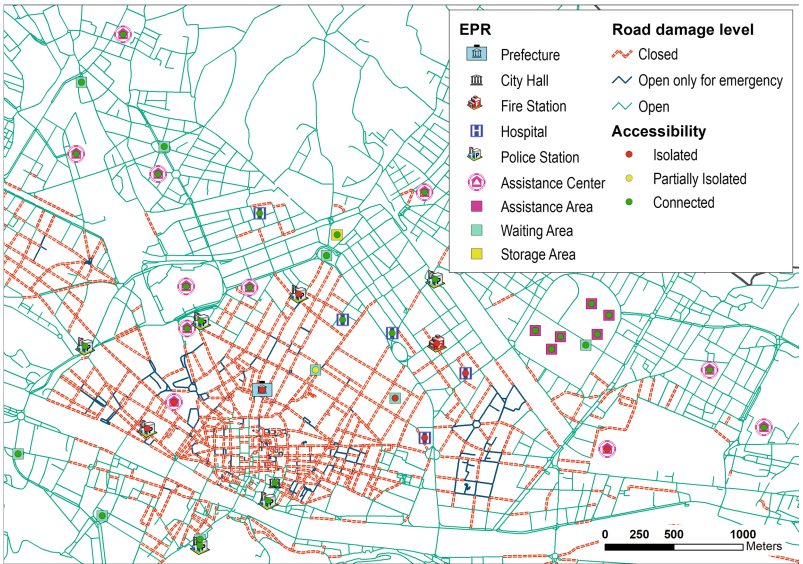 EPR
Prefecture
City Hall
Fire Station
Hospital
Police Station
Assistance Center
Assistance Area
Waiting Area
Storage Area
Road damage level
Closed
Open only for emergency
Open
Accessibility
Isolated
Partially Isolated
Connected
0 250 500 1000
Meters